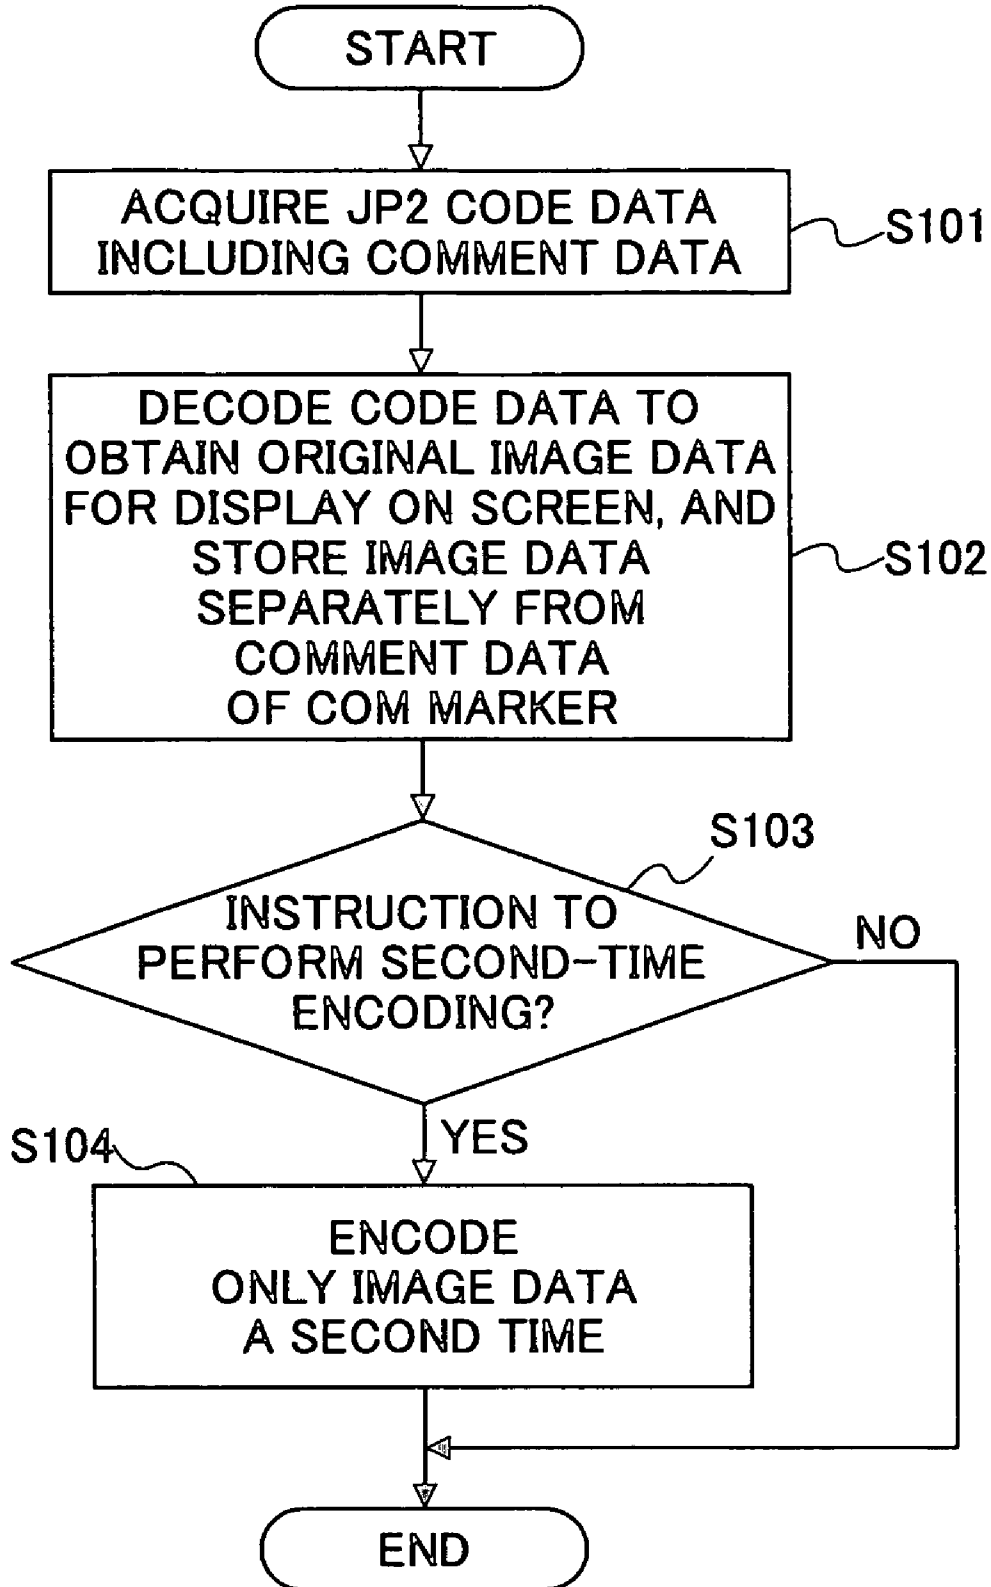 START
ACQUIRE JP2 CODE DATA
INCLUDING COMMENT DATA
S101
DECODE CODE DATA TO
OBTAIN ORIGINAL IMAGE DATA
FOR DISPLAY ON SCREEN, AND
STORE IMAGE DATA
SEPARATELY FROM
COMMENT DATA
OF COM MARKER
S102
S103
INSTRUCTION TO
PERFORM SECOND-TIME
ENCODING?
NO
YES
S104
ENCODE
ONLY IMAGE DATA
A SECOND TIME
END